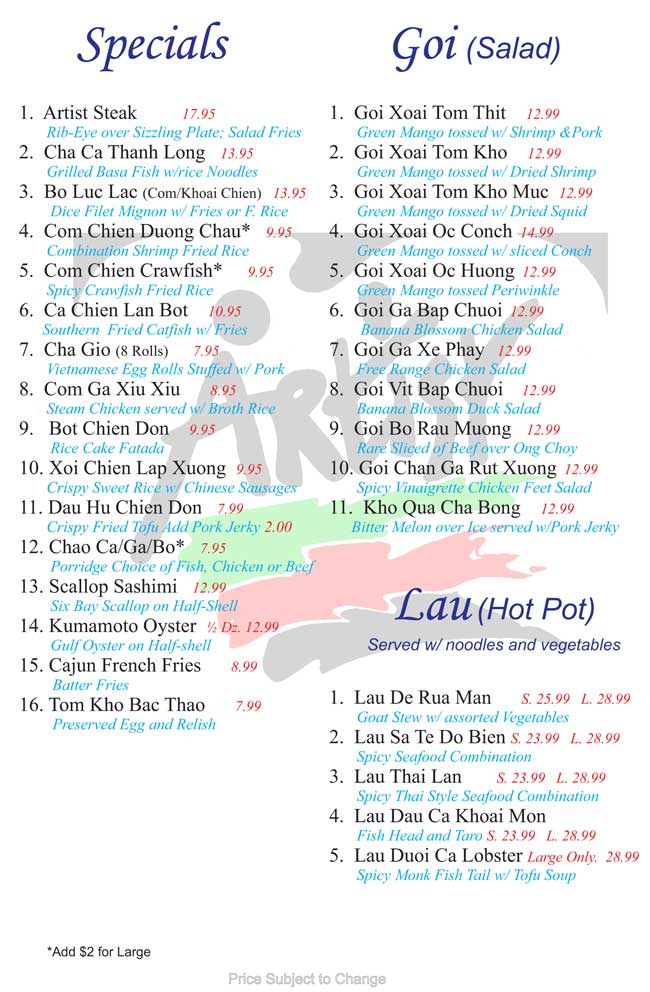 Specials
1. Artist Steak 17.95
Rib-Eye over Sizzling Plate; Salad Fries
2. Cha Ca Thanh Long 13.95
Grilled Basa Fish w/rice Noodles
3. Bo Luc Lac (Com/Khoai Chien) 13.95
Dice Filet Mignon w/ Fries or F. Rice
4. Com Chien Duong Chau* 9.95
Combination Shrimp Fried Rice
5. Com Chien Crawfish* 9.95
Spicy Crawfish Fried Rice
6. Ca Chien Lan Bot 10.95
Southern Fried Catfish w/ Fries
7. Cha Gio (8 Rolls) 7.95
Vietnamese Egg Rolls Stuffed w/ Pork
8. Com Ga Xiu Xiu 8.95
Steam Chicken served w/ Broth Rice
9. Bot Chien Don 9.95
Rice Cake Fatada
10. Xoi Chien Lap Xuong 9.95
Crispy Sweet Rice w/ Chinese Sausages
11. Dau Hu Chien Don 7.99
Crispy Fried Tofu Add Pork Jerky 2.00
12. Chao Ca/Ga/Bo* 7.95
Porridge Choice of Fish, Chicken or Beef
13. Scallop Sashimi 12.99
Six Bay Scallop on Half-Shell
14. Kumamoto Oyster ½ Dz. 12.99
Gulf Oyster on Half-shell
15. Cajun French Fries 8.99
Batter Fries
16. Tom Kho Bac Thao 7.99
Preserved Egg and Relish
*Add $2 for Large
Goi (Salad)
1. Goi Xoai Tom Thit 12.99
Green Mango tossed w/ Shrimp &Pork
2. Goi Xoai Tom Kho 12.99
Green Mango tossed w/ Dried Shrimp
3. Goi Xoai Tom Kho Muc 12.99
Green Mango tossed w/ Dried Squid
4. Goi Xoai Oc Conch 14.99
Green Mango tossed w/ sliced Conch
5. Goi Xoai Oc Huong 12.99
Green Mango tossed Periwinkle
6. Goi Ga Bap Chuoi 12.99
Banana Blossom Chicken Salad
7. Goi Ga Xe Phay 12.99
Free Range Chicken Salad
8. Goi Vit Bap Chuoi 12.99
Banana Blossom Duck Salad
9. Goi Bo Rau Muong 12.99
Rare Sliced of Beef over Ong Choy
10. Goi Chan Ga Rut Xuong 12.99
Spicy Vinaigrette Chicken Feet Salad
11. Kho Qua Cha Bong 12.99
Bitter Melon over Ice served w/Pork Jerky
Lau (Hot Pot)
Served w/ noodles and vegetables
1. Lau De Rua Man S. 25.99 L. 28.99
Goat Stew w/ assorted Vegetables
2. Lau Sa Te Do Bien S. 23.99 L. 28.99
Spicy Seafood Combination
3. Lau Thai Lan S. 23.99 L. 28.99
Spicy Thai Style Seafood Combination
4. Lau Dau Ca Khoai Mon
Fish Head and Taro S. 23.99 L. 28.99
5. Lau Duoi Ca Lobster Large Only. 28.99
Spicy Monk Fish Tail w/ Tofu Soup
Price Subject to Change
Artisy